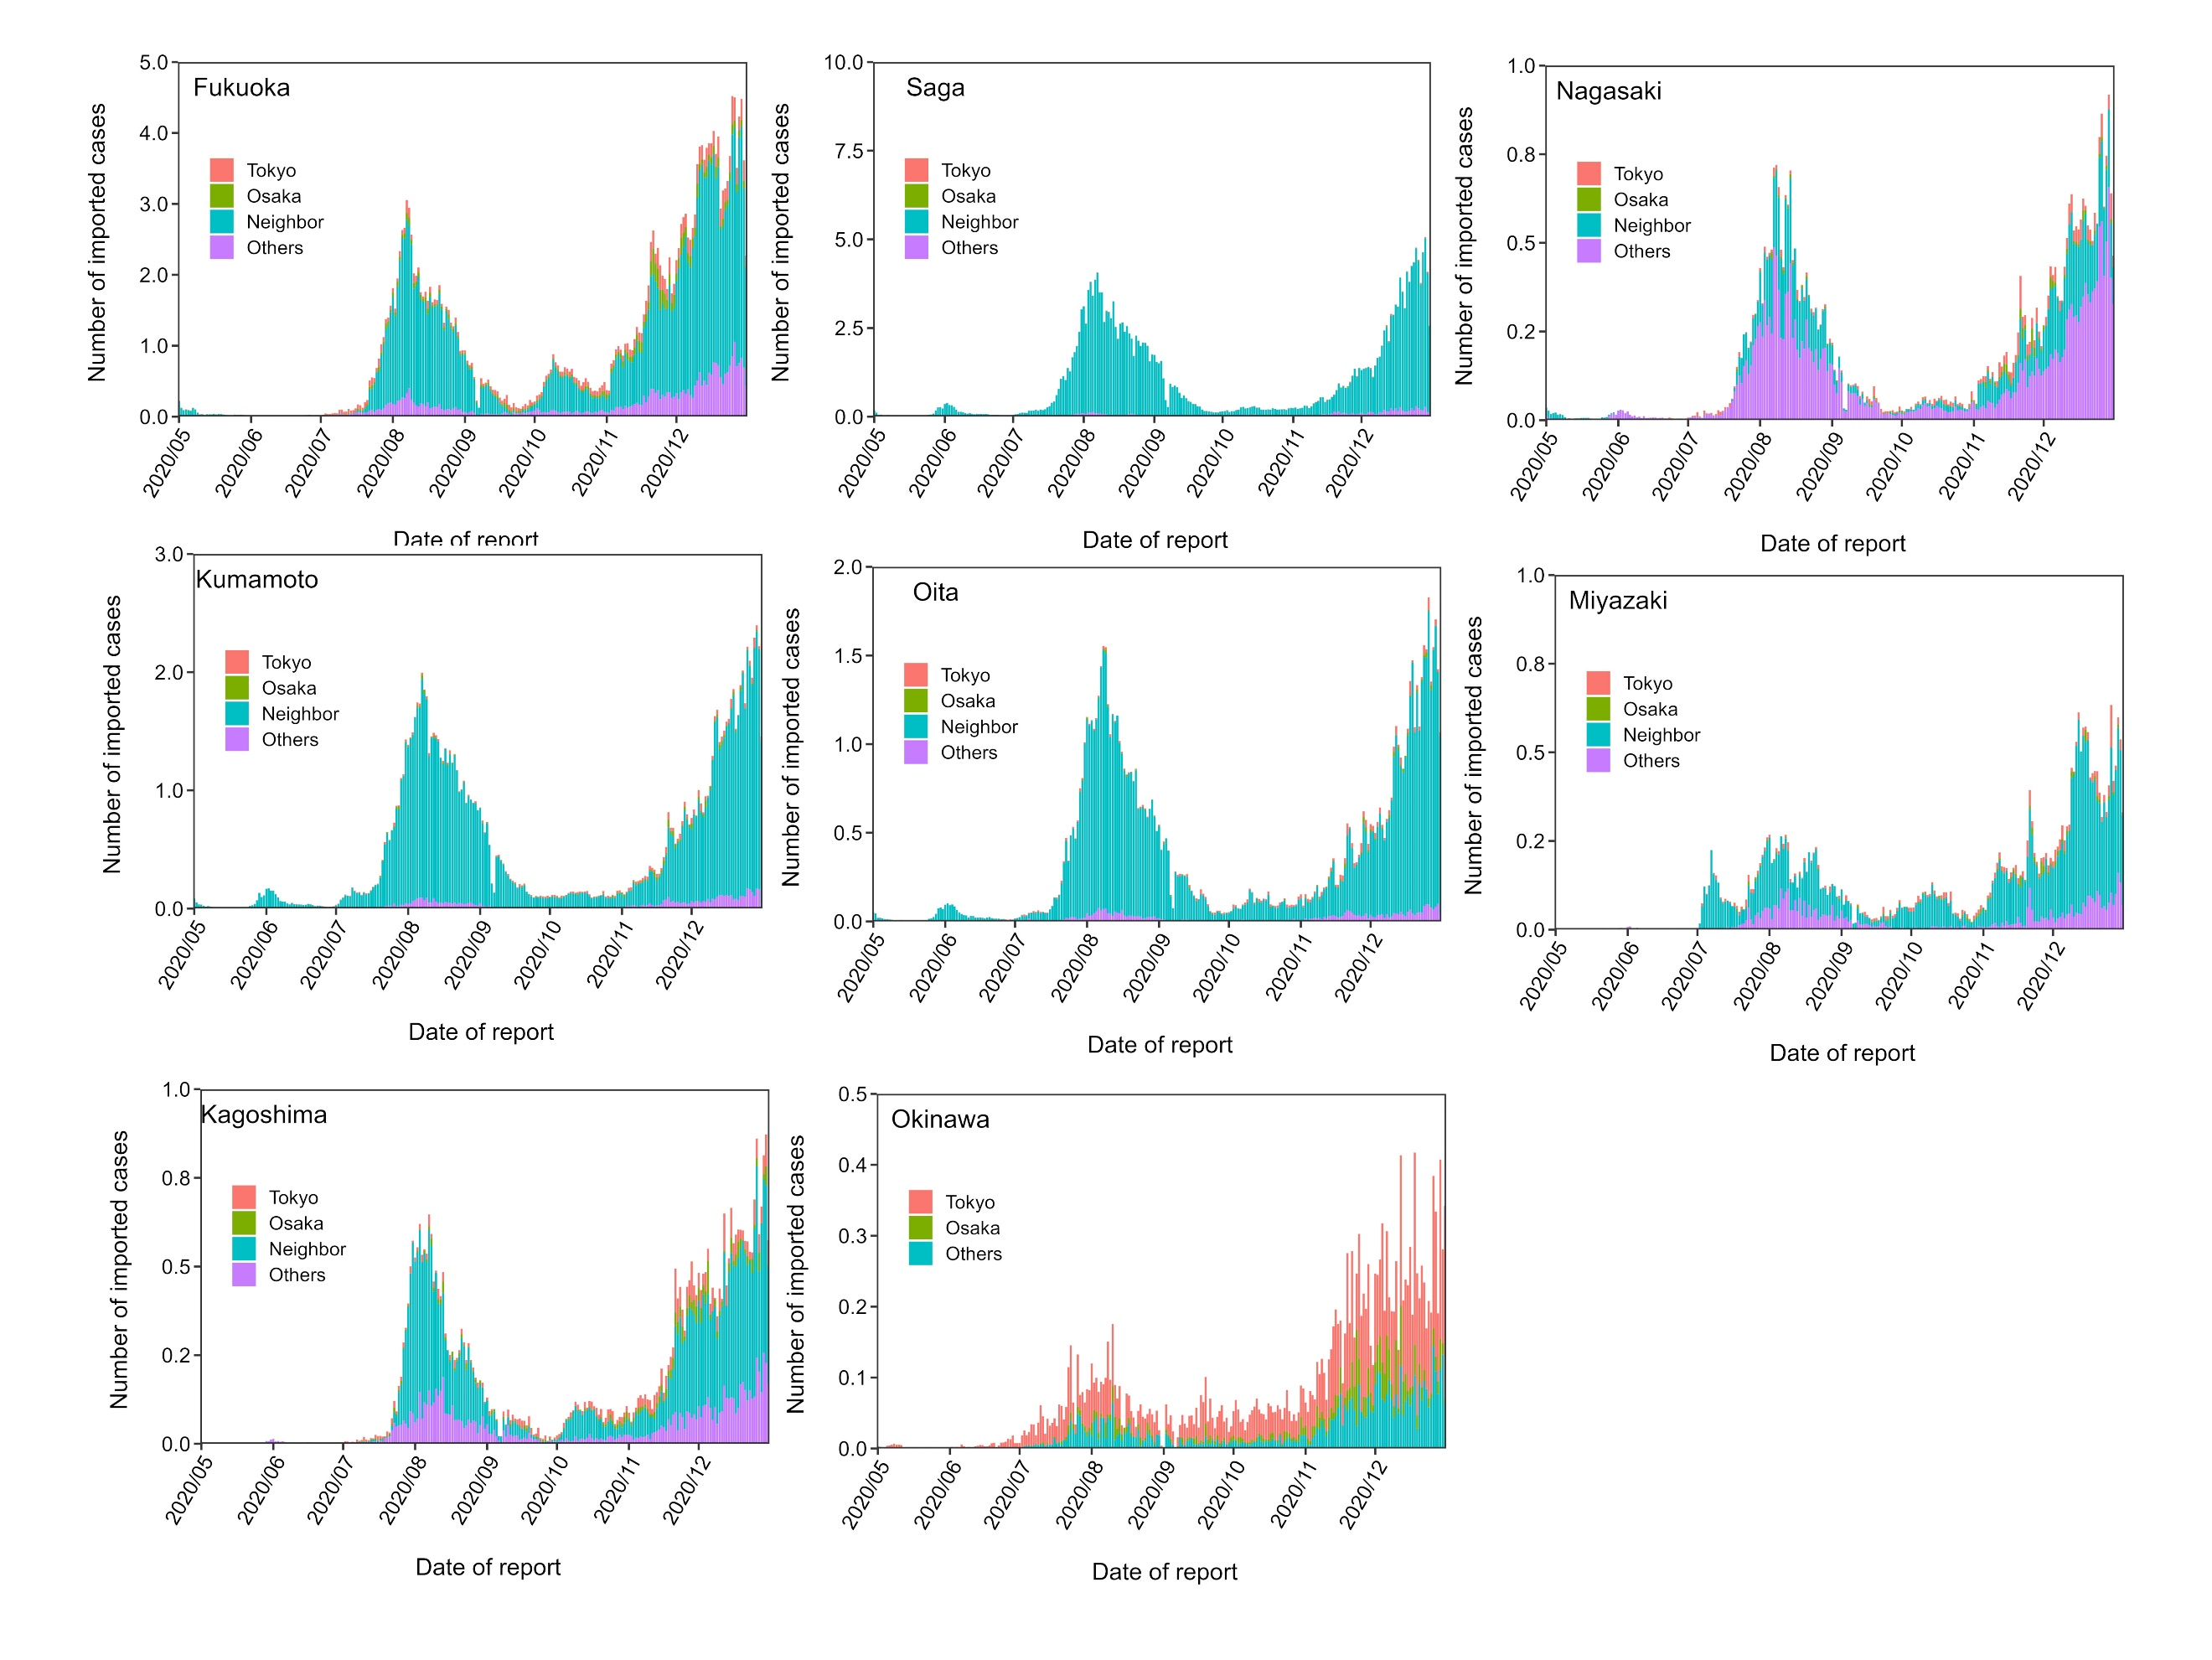 Fukuoka
Number of imported cases
5.0
4.0
3.0
2.0
1.0
0.0
Tokyo
Osaka
Neighbor
Others
2020/05
2020/06
2020/07
2020/08
2020/09
2020/10
2020/11
2020/12
Date of report
Saga
Number of imported cases
10.0
7.5
5.0
2.5
0.0
Tokyo
Osaka
Neighbor
Others
2020/05
2020/06
2020/07
2020/08
2020/09
2020/10
2020/11
2020/12
Date of report
Nagasaki
Number of imported cases
1.0
0.8
0.5
0.2
0.0
Tokyo
Osaka
Neighbor
Others
2020/05
2020/06
2020/07
2020/08
2020/09
2020/10
2020/11
2020/12
Date of report
Kumamoto
Number of imported cases
3.0
2.0
1.0
0.0
Tokyo
Osaka
Neighbor
Others
2020/05
2020/06
2020/07
2020/08
2020/09
2020/10
2020/11
2020/12
Date of report
Oita
Number of imported cases
2.0
1.5
1.0
0.5
0.0
Tokyo
Osaka
Neighbor
Others
2020/05
2020/06
2020/07
2020/08
2020/09
2020/10
2020/11
2020/12
Date of report
Miyazaki
Number of imported cases
1.0
0.8
0.5
0.2
0.0
Tokyo
Osaka
Neighbor
Others
2020/05
2020/06
2020/07
2020/08
2020/09
2020/10
2020/11
2020/12
Date of report
Kagoshima
Number of imported cases
1.0
0.8
0.5
0.2
0.0
Tokyo
Osaka
Neighbor
Others
2020/05
2020/06
2020/07
2020/08
2020/09
2020/10
2020/11
2020/12
Date of report
Okinawa
Number of imported cases
0.5
0.4
0.3
0.2
0.1
0.0
Tokyo
Osaka
Others
2020/05
2020/06
2020/07
2020/08
2020/09
2020/10
2020/11
2020/12
Date of report